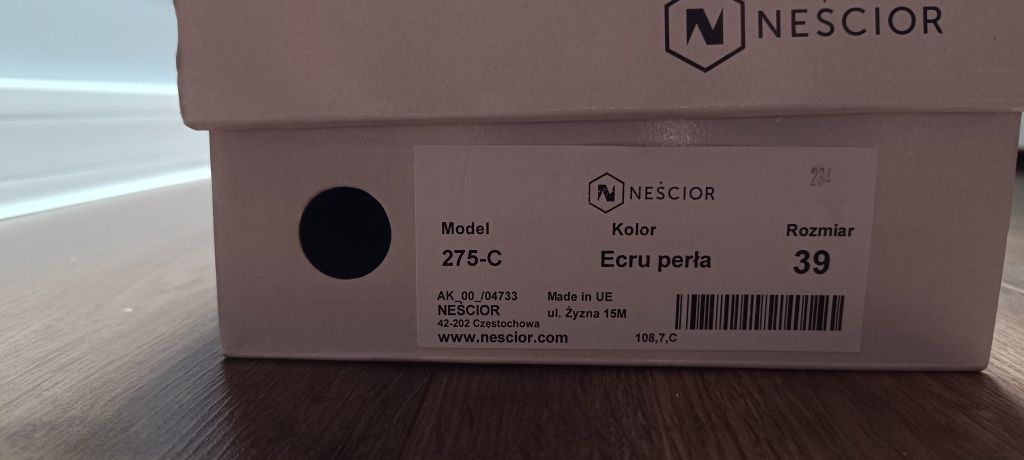 NEŚCIOR
234
NEŚCIOR
Model Kolor Rozmiar
275-C Ecru perła 39
AK_00_/04733 Made in UE
NEŚCIOR ul. Żyzna 15M
42-202 Częstochowa
www.nescior.com 108,7,C